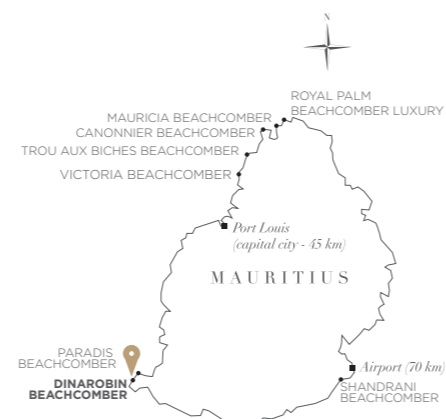 N
ROYAL PALM
BEACHCOMBER LUXURY
MAURICIA BEACHCOMBER
CANONNIER BEACHCOMBER
TROU AUX BICHES BEACHCOMBER
VICTORIA BEACHCOMBER
Port Louis
(capital city - 45 km)
MAURITIUS
PARADIS
BEACHCOMBER
DINAROBIN
BEACHCOMBER
Airport (70 km)
SHANDRANI
BEACHCOMBER